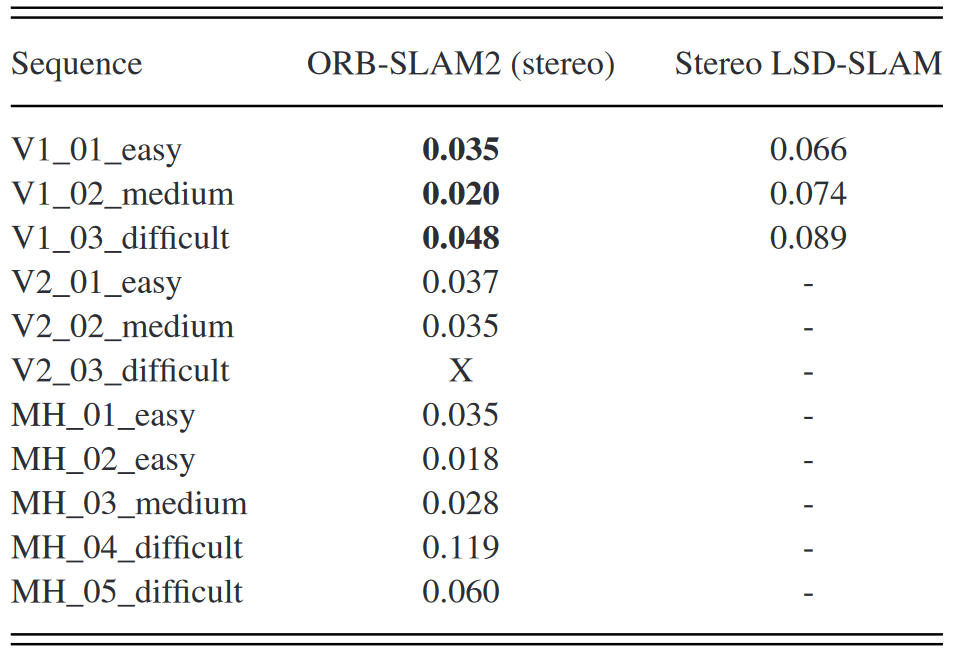 Sequence ORB-SLAM2 (stereo) Stereo LSD-SLAM
V1_01_easy 0.035 0.066
V1_02_medium 0.020 0.074
V1_03_difficult 0.048 0.089
V2_01_easy 0.037 -
V2_02_medium 0.035 -
V2_03_difficult X -
MH_01_easy 0.035 -
MH_02_easy 0.018 -
MH_03_medium 0.028 -
MH_04_difficult 0.119 -
MH_05_difficult 0.060 -